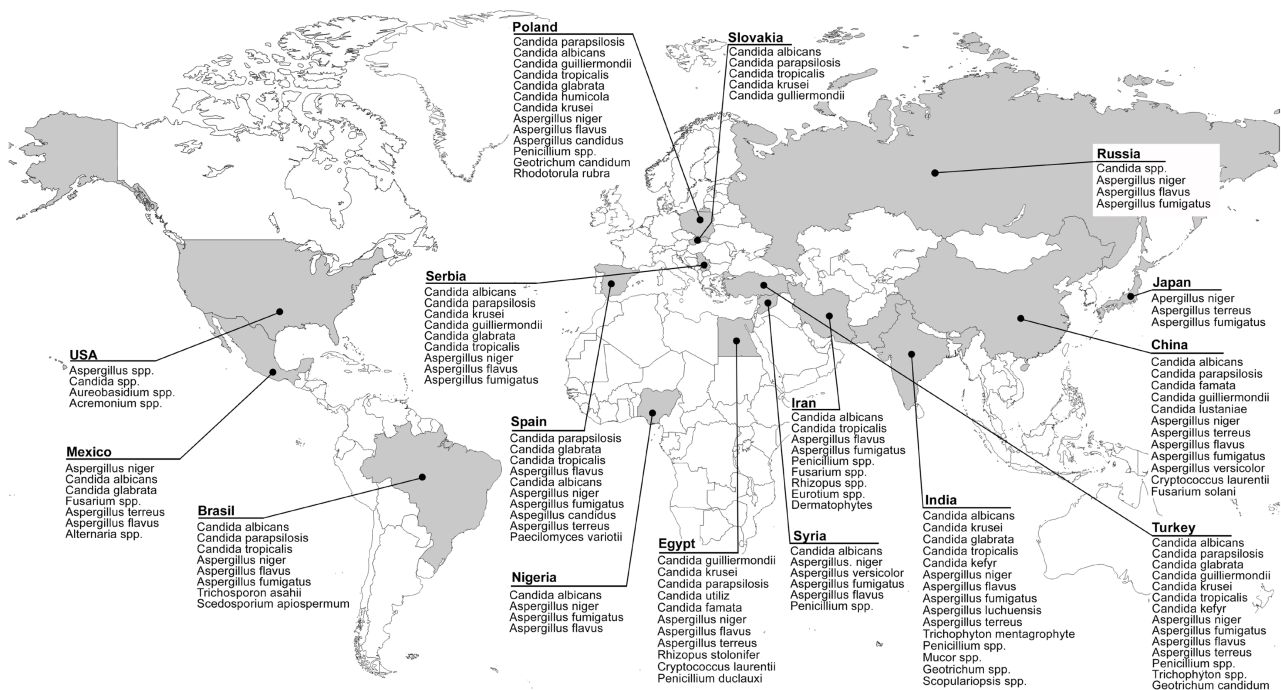 Poland
Candida parapsilosis
Candida albicans
Candida guilliermondii
Candida tropicalis
Candida glabrata
Candida humicola
Candida krusei
Aspergillus niger
Aspergillus flavus
Aspergillus candidus
Penicillium spp.
Geotrichum candidum
Rhodotorula rubra
Slovakia
Candida albicans
Candida parapsilosis
Candida tropicalis
Candida krusei
Candida gulliermondii
Russia
Candida spp.
Aspergillus niger
Aspergillus flavus
Aspergillus fumigatus
Serbia
Candida albicans
Candida parapsilosis
Candida krusei
Candida guilliermondii
Candida glabrata
Candida tropicalis
Aspergillus niger
Aspergillus flavus
Aspergillus fumigatus
Japan
Apergillus niger
Aspergillus terreus
Aspergillus fumigatus
USA
Aspergillus spp.
Candida spp.
Aureobasidium spp.
Acremonium spp.
China
Candida albicans
Candida parapsilosis
Candida famata
Candida guilliermondii
Candida lustaniae
Aspergillus niger
Aspergillus terreus
Aspergillus flavus
Aspergillus fumigatus
Aspergillus versicolor
Cryptococcus laurentii
Fusarium solani
Mexico
Aspergillus niger
Candida albicans
Candida glabrata
Fusarium spp.
Aspergillus terreus
Aspergillus flavus
Alternaria spp.
Brasil
Candida albicans
Candida parapsilosis
Candida tropicalis
Aspergillus niger
Aspergillus flavus
Aspergillus fumigatus
Trichosporon asahii
Scedosporium apiospermum
Spain
Candida parapsilosis
Candida glabrata
Candida tropicalis
Aspergillus flavus
Candida albicans
Aspergillus niger
Aspergillus fumigatus
Aspegillus candidus
Aspergillus terreus
Paecilomyces variotii
Nigeria
Candida albicans
Aspergillus niger
Aspergillus fumigatus
Aspergillus flavus
Egypt
Candida guilliermondii
Candida krusei
Candida parapsilosis
Candida utiliz
Candida famata
Aspergillus niger
Aspergillus flavus
Aspergillus terreus
Rhizopus stolonifer
Cryptococcus laurentii
Penicillium duclauxi
Iran
Candida albicans
Candida tropicalis
Aspergillus flavus
Aspergillus fumigatus
Penicillium spp.
Fusarium spp.
Rhizopus spp.
Eurotium spp.
Dermatophytes
Syria
Candida albicans
Aspergillus. niger
Aspergillus versicolor
Aspergillus fumigatus
Aspergillus flavus
Penicillium spp.
India
Candida albicans
Candida krusei
Candida glabrata
Candida tropicalis
Candida kefyr
Aspergillus niger
Aspergillus flavus
Aspergillus fumigatus
Aspergillus luchuensis
Aspergillus terreus
Trichophyton mentagrophyte
Penicillium spp.
Mucor spp.
Geotrichum spp.
Scopulariopsis spp.
Turkey
Candida albicans
Candida parapsilosis
Candida glabrata
Candida guilliermondii
Candida krusei
Candida tropicalis
Candida kefyr
Aspergillus niger
Aspergillus fumigatus
Aspergillus flavus
Aspergillus terreus
Penicillium spp.
Trichophyton spp.
Geotrichum candidum